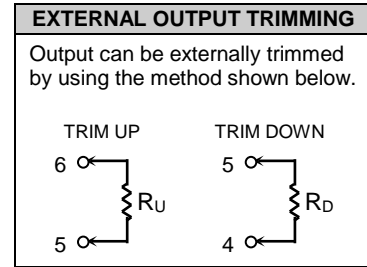 EXTERNAL OUTPUT TRIMMING
Output can be externally trimmed
by using the method shown below.
TRIM UP TRIM DOWN
6 5
RU RD
5 4